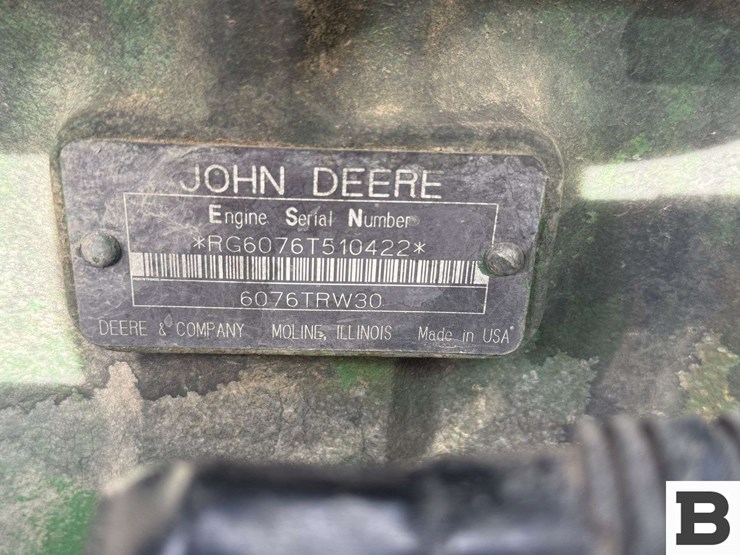 JOHN DEERE
Engine Serial Number
*RG6076T510422*
6076TRW30
DEERE & COMPANY MOLINE, ILLINOIS Made in USA*
B